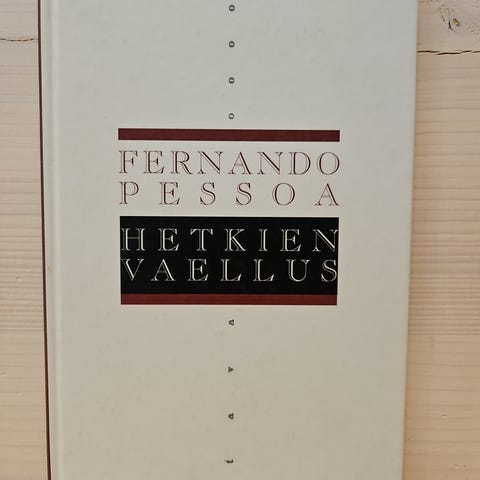 FERNANDO
PESSOA
HETKIEN
VAELLUS
o o o o o
t a v a